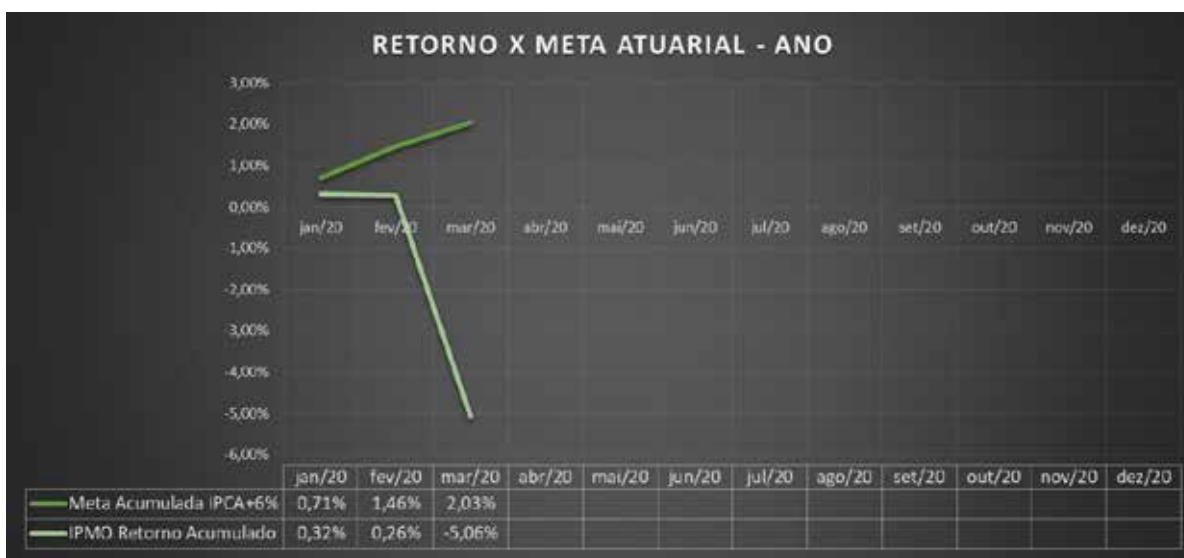 RETORNO X META ATUARIAL - ANO
3,00%
2,00%
1,00%
0,00%
jan/20 fev/20 mar/20 abr/20 mai/20 jun/20 jul/20 ago/20 set/20 out/20 nov/20 dez/20
-1,00%
-2,00%
-3,00%
-4,00%
-5,00%
-6,00%
jan/20 fev/20 mar/20 abr/20 mai/20 jun/20 jul/20 ago/20 set/20 out/20 nov/20 dez/20
Meta Acumulada IPCA+6% 0,71% 1,46% 2,03%
IPMO Retorno Acumulado 0,32% 0,26% -5,06%